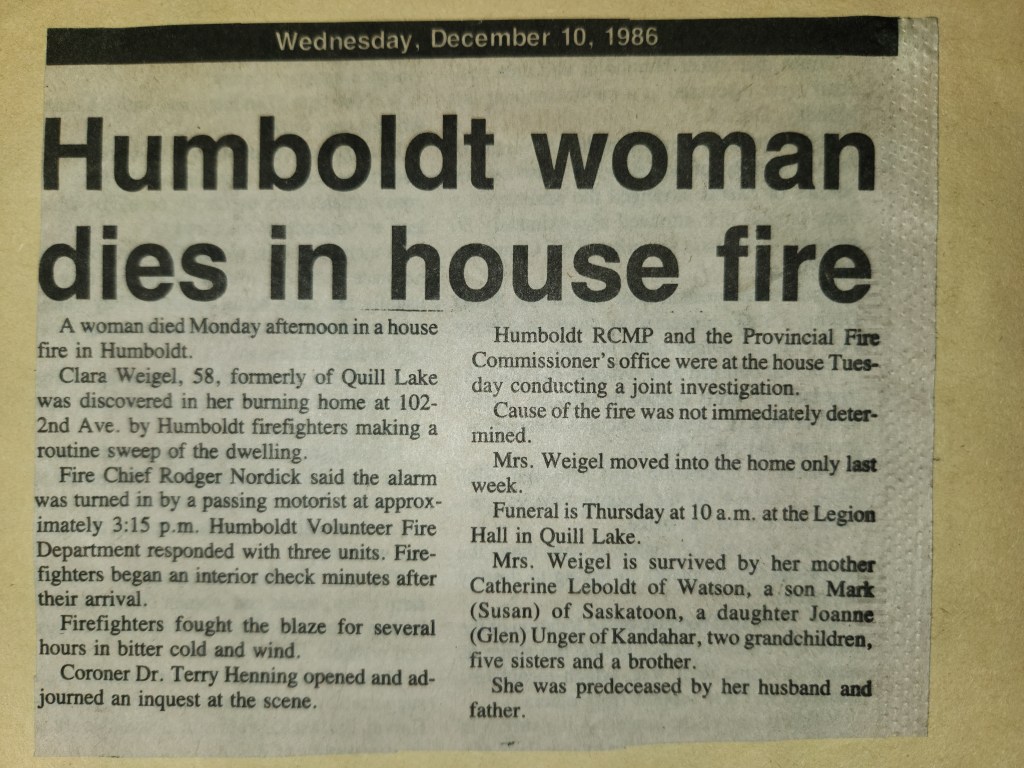 Wednesday, December 10, 1986
Humboldt woman
dies in house fire
A woman died Monday afternoon in a house
fire in Humboldt.
Clara Weigel, 58, formerly of Quill Lake
was discovered in her burning home at 102-
2nd Ave. by Humboldt firefighters making a
routine sweep of the dwelling.
Fire Chief Rodger Nordick said the alarm
was turned in by a passing motorist at approx-
imately 3:15 p.m. Humboldt Volunteer Fire
Department responded with three units. Fire-
fighters began an interior check minutes after
their arrival.
Firefighters fought the blaze for several
hours in bitter cold and wind.
Coroner Dr. Terry Henning opened and ad-
journed an inquest at the scene.
Humboldt RCMP and the Provincial Fire
Commissioner's office were at the house Tues-
day conducting a joint investigation.
Cause of the fire was not immediately deter-
mined.
Mrs. Weigel moved into the home only last
week.
Funeral is Thursday at 10 a.m. at the Legion
Hall in Quill Lake.
Mrs. Weigel is survived by her mother
Catherine Leboldt of Watson, a son Mark
(Susan) of Saskatoon, a daughter Joanne
(Glen) Unger of Kandahar, two grandchildren,
five sisters and a brother.
She was predeceased by her husband and
father.